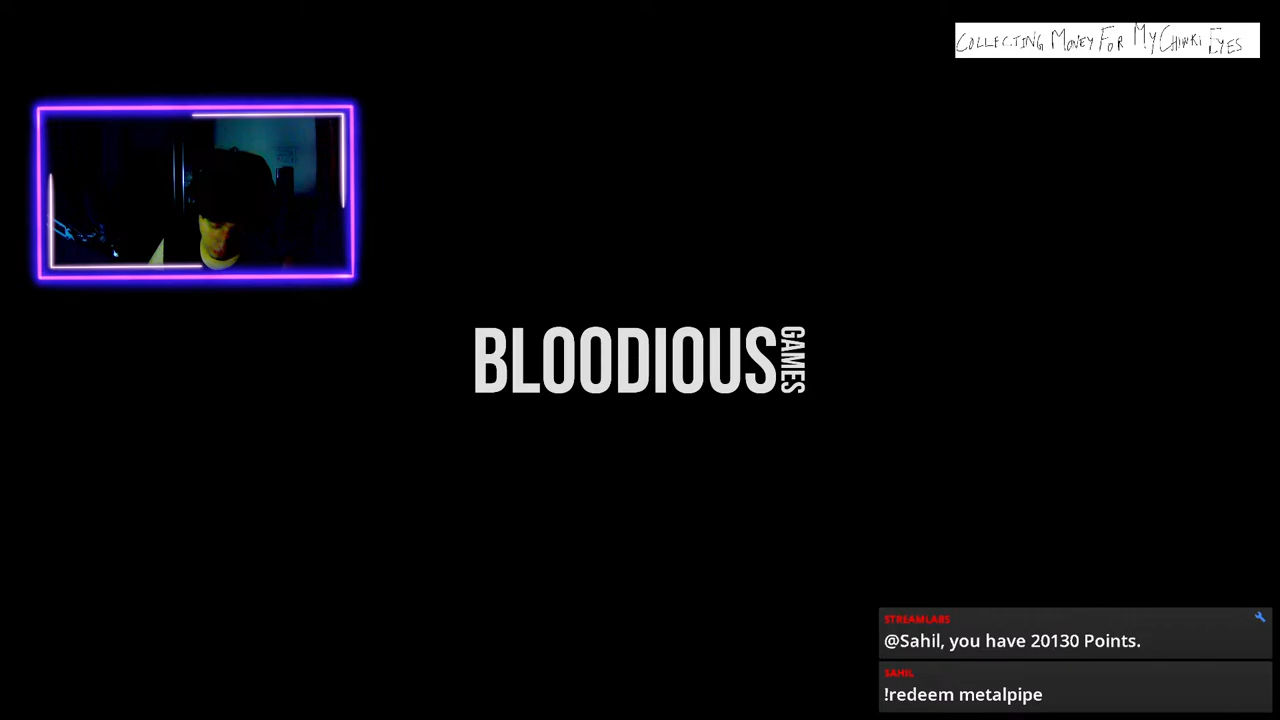 COLLECTING MONEY FOR MY CHINKI EYES
BLOODIOUS GAMES
STREAMLABS
@Sahil, you have 20130 Points.
SAHIL
!redeem metalpipe